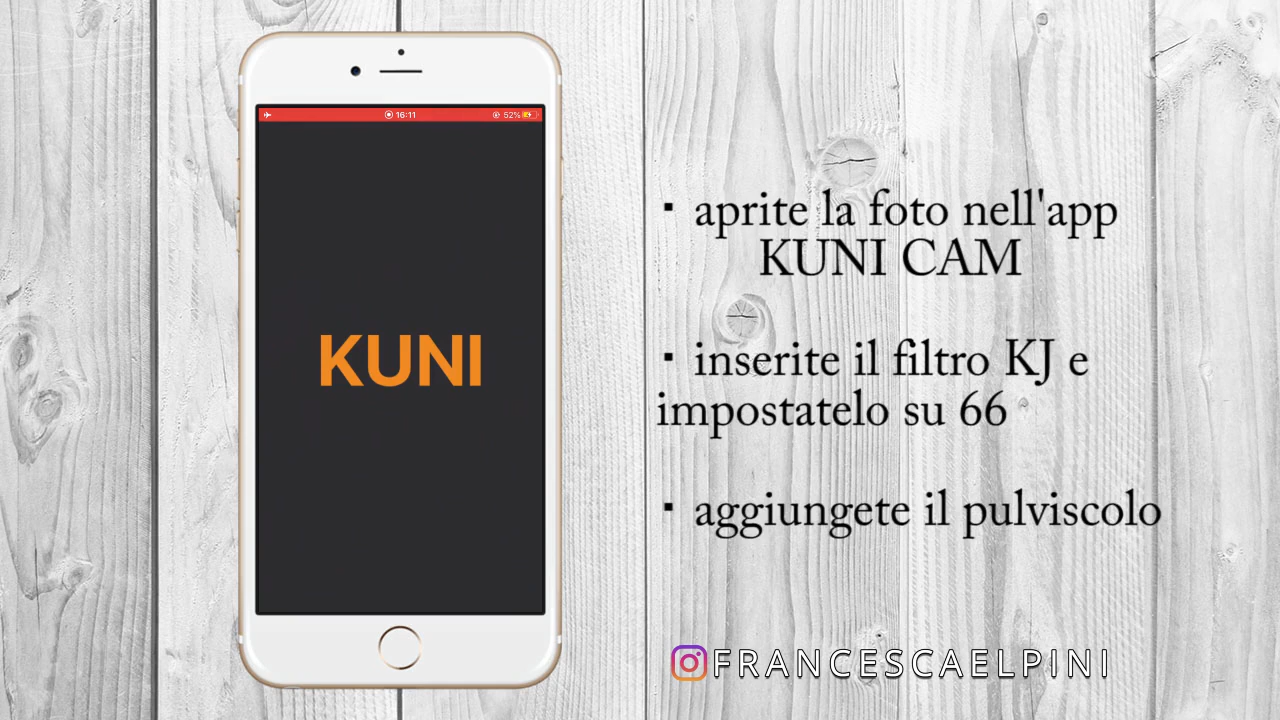 16:11
52%
KUNI
▪ aprite la foto nell'app
KUNI CAM
▪ inserite il filtro KJ e
impostatelo su 66
▪ aggiungete il pulviscolo
FRANCESCAELPINI